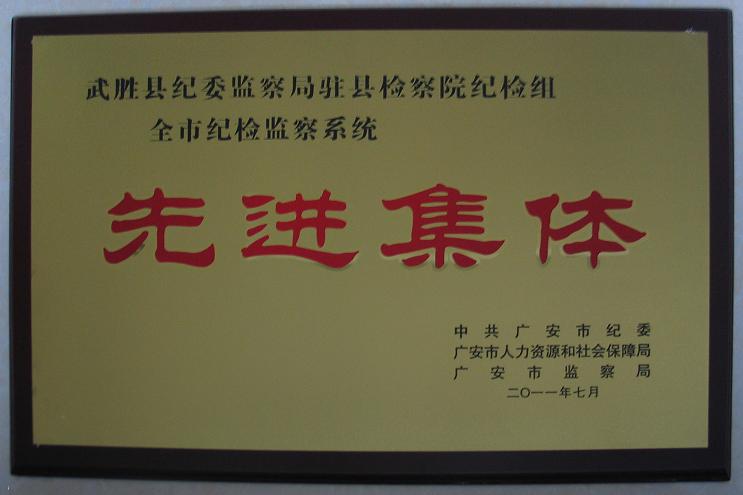 武胜县纪委监察局驻县检察院纪检组
全市纪检监察系统
先进集体
中共广安市纪委
广安市人力资源和社会保障局
广安市监察局
二〇一一年七月